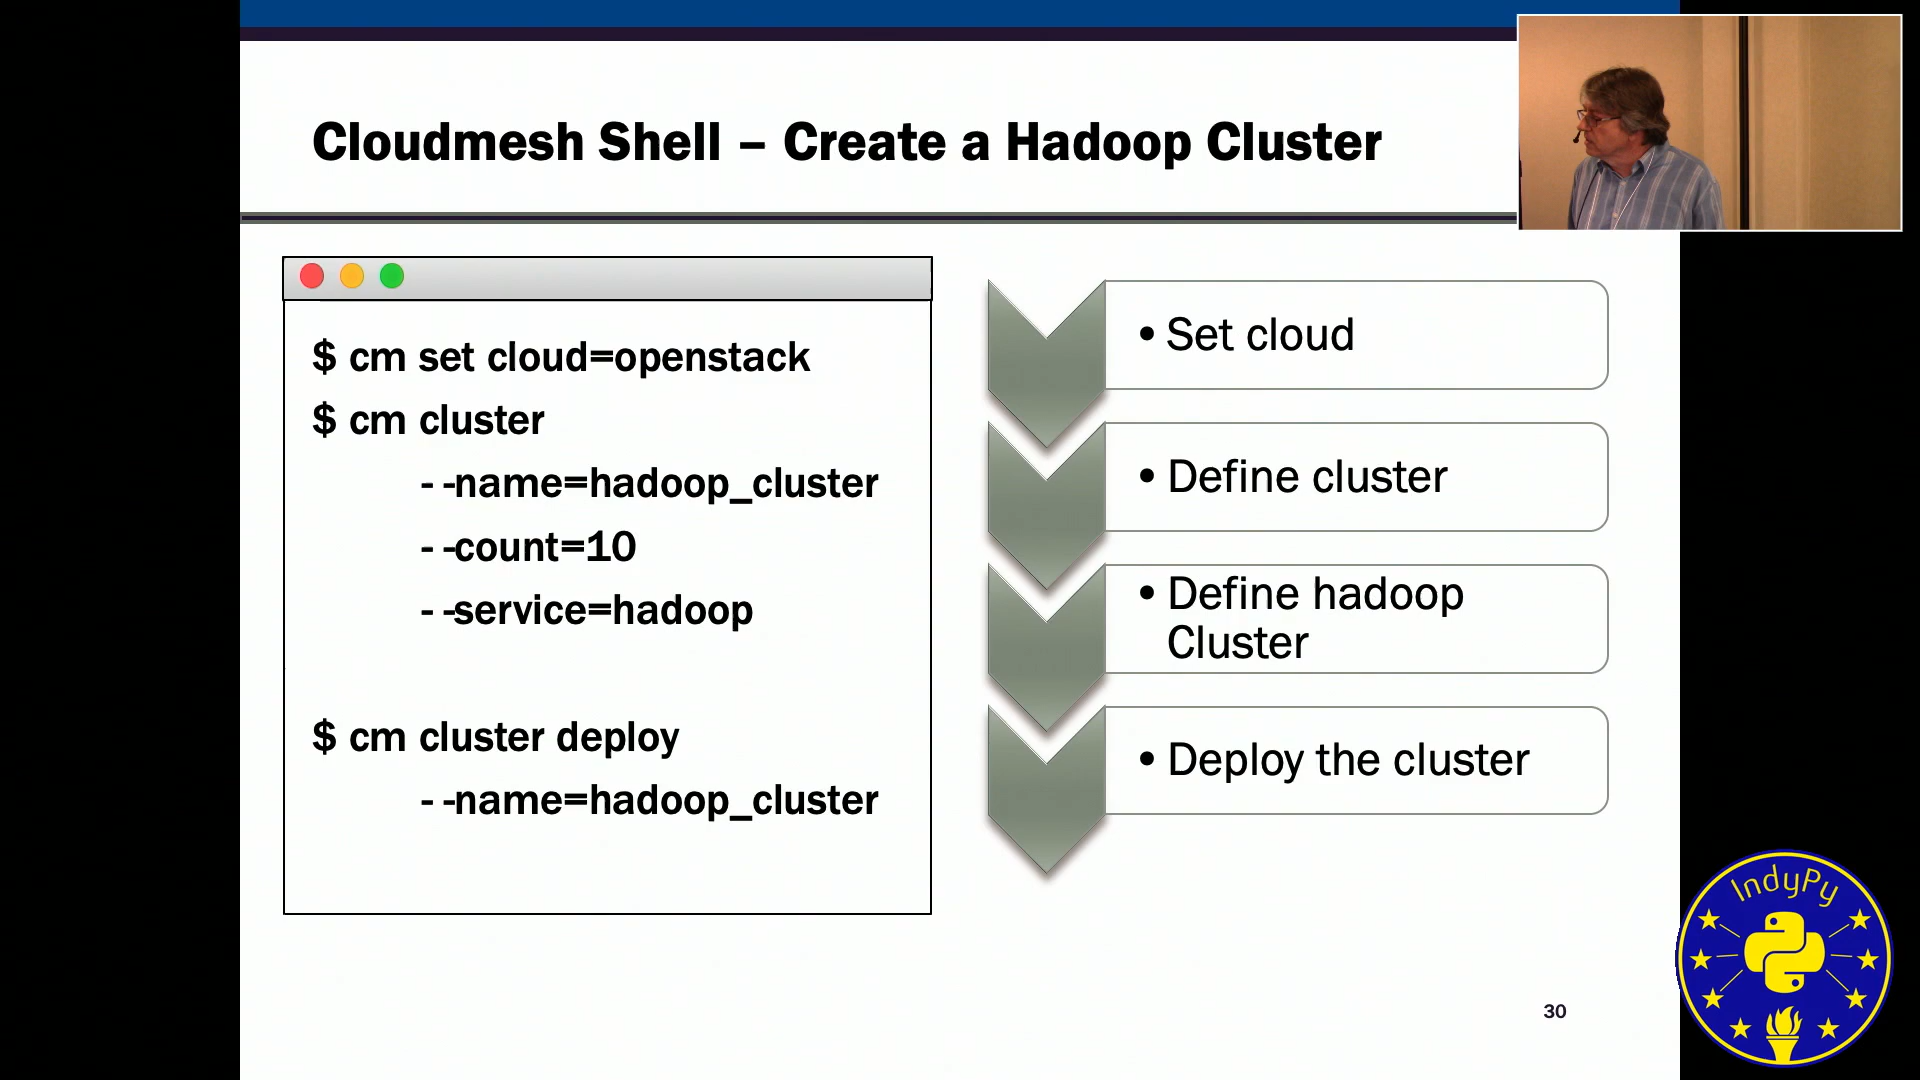 Cloudmesh Shell – Create a Hadoop Cluster
$ cm set cloud=openstack
$ cm cluster
- -name=hadoop_cluster
- -count=10
- -service=hadoop
$ cm cluster deploy
- -name=hadoop_cluster
• Set cloud
• Define cluster
• Define hadoop
Cluster
• Deploy the cluster
30
IndyPy